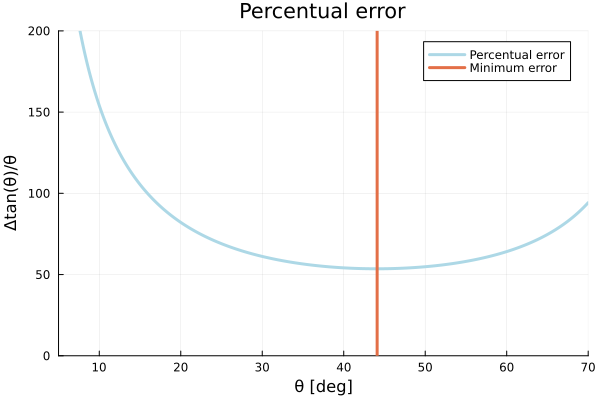 Percentual error
Percentual error
Minimum error
Δtan(θ)/θ
200
150
100
50
0
10 20 30 40 50 60 70
θ [deg]